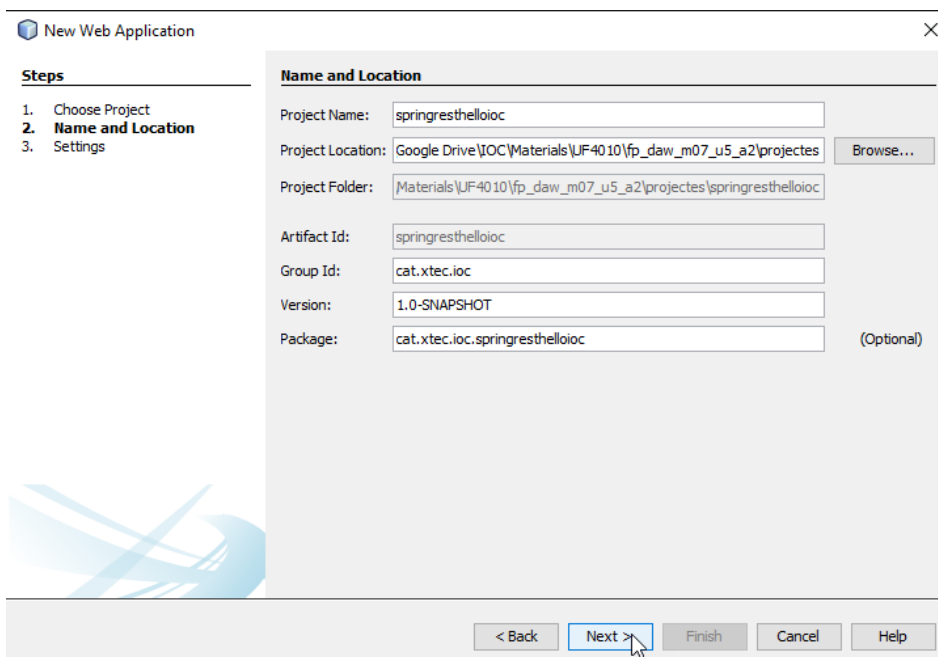 New Web Application
Steps
1. Choose Project
2. Name and Location
3. Settings
Name and Location
Project Name: springresthelloioc
Project Location: Google Drive\IOC\Materials\UF4010\fp_daw_m07_u5_a2\projectes Browse...
Project Folder: Materials\UF4010\fp_daw_m07_u5_a2\projectes\springresthelloioc
Artifact Id: springresthelloioc
Group Id: cat.xtec.ioc
Version: 1.0-SNAPSHOT
Package: cat.xtec.ioc.springresthelloioc (Optional)
< Back Next > Finish Cancel Help